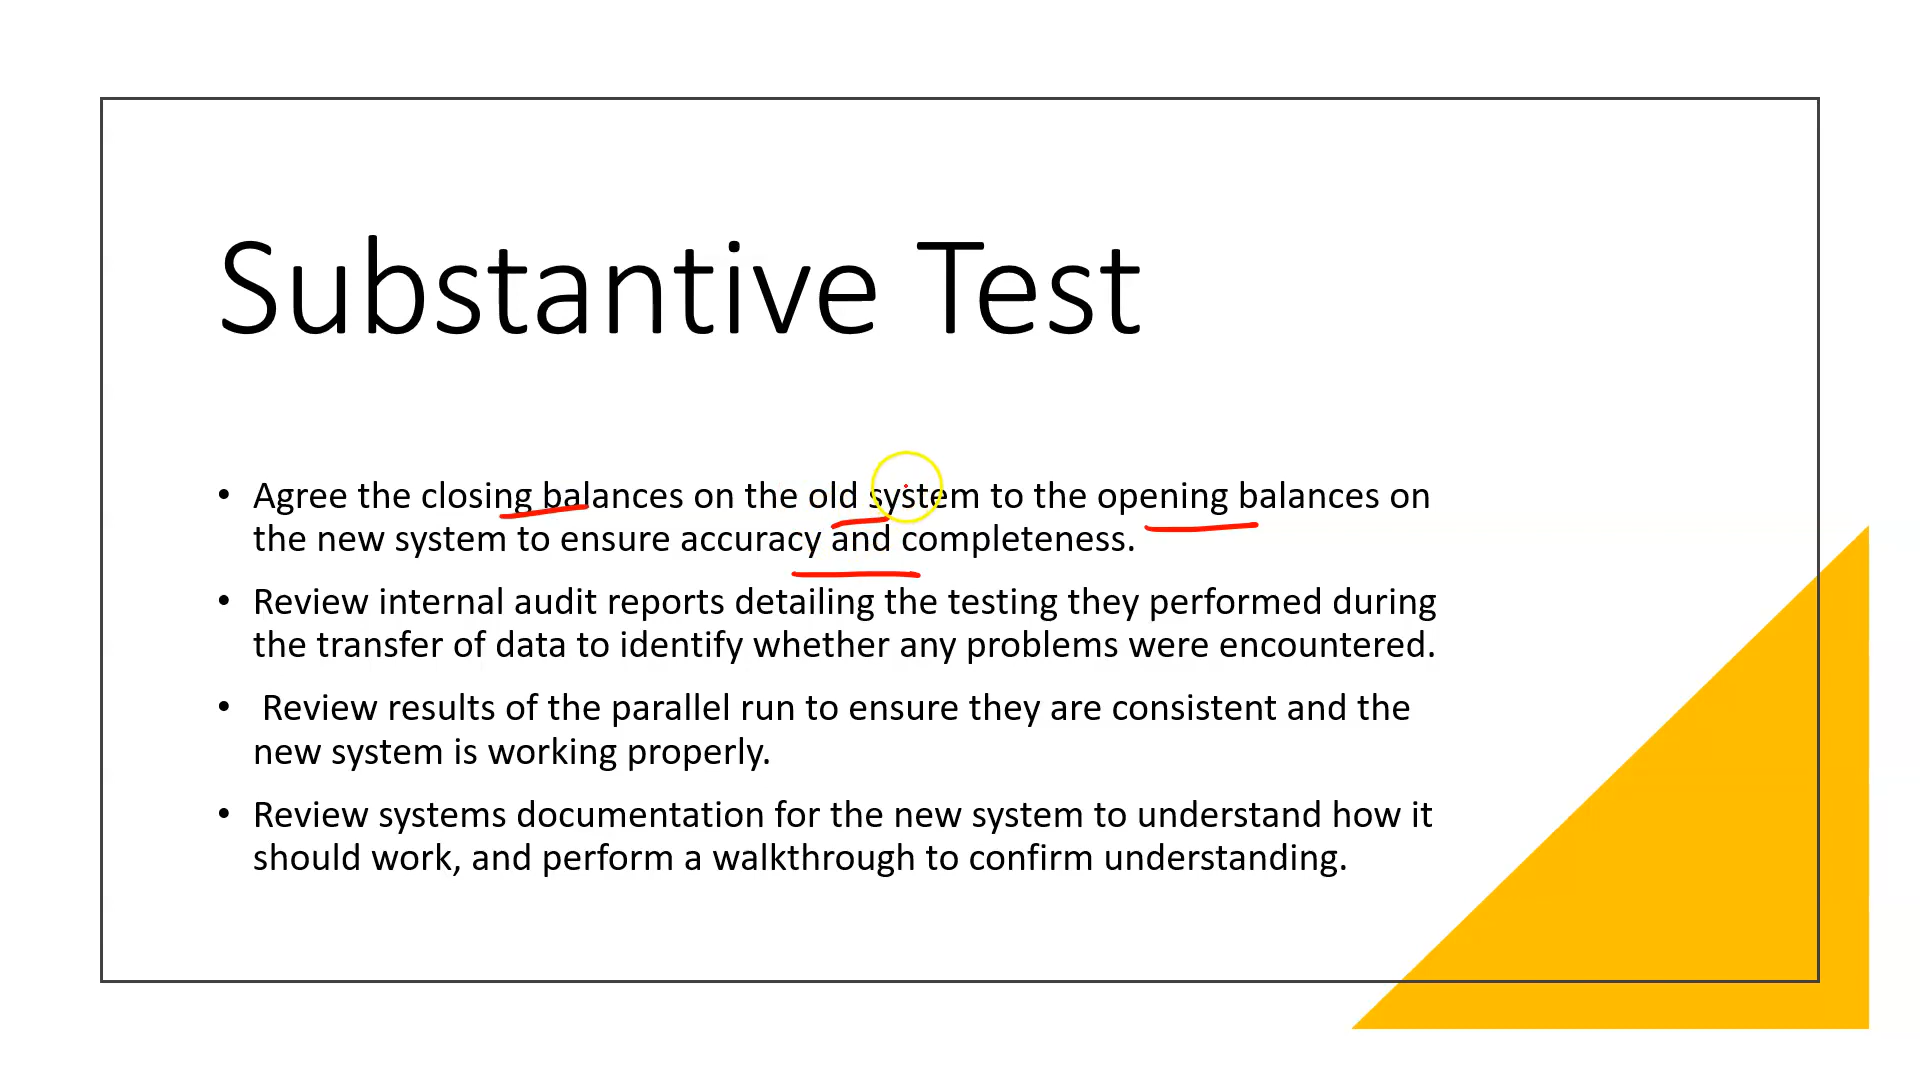 Substantive Test
• Agree the closing balances on the old system to the opening balances on
the new system to ensure accuracy and completeness.
• Review internal audit reports detailing the testing they performed during
the transfer of data to identify whether any problems were encountered.
• Review results of the parallel run to ensure they are consistent and the
new system is working properly.
• Review systems documentation for the new system to understand how it
should work, and perform a walkthrough to confirm understanding.